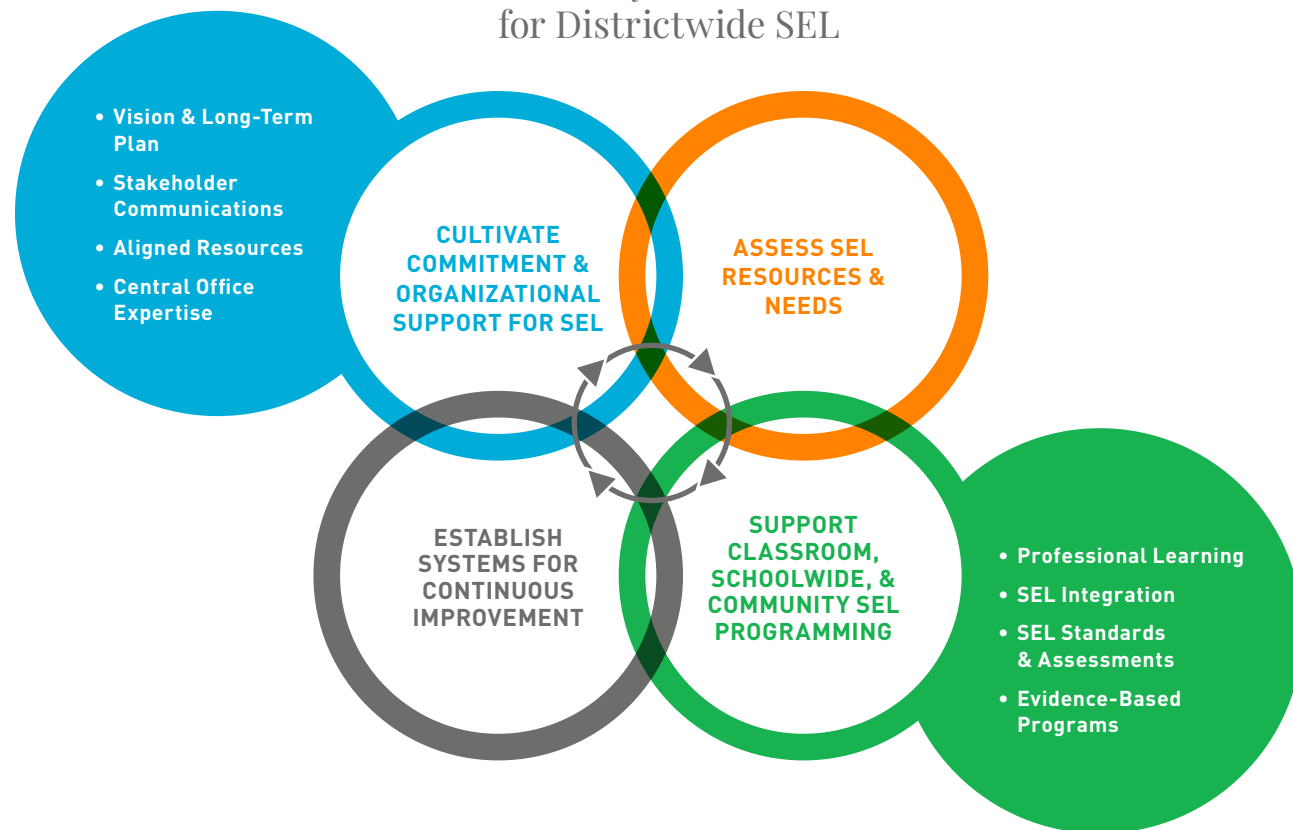 for Districtwide SEL
• Vision & Long-Term
Plan
• Stakeholder
Communications
• Aligned Resources
• Central Office
Expertise
CULTIVATE
COMMITMENT &
ORGANIZATIONAL
SUPPORT FOR SEL
ASSESS SEL
RESOURCES &
NEEDS
ESTABLISH
SYSTEMS FOR
CONTINUOUS
IMPROVEMENT
SUPPORT
CLASSROOM,
SCHOOLWIDE, &
COMMUNITY SEL
PROGRAMMING
• Professional Learning
• SEL Integration
• SEL Standards
& Assessments
• Evidence-Based
Programs